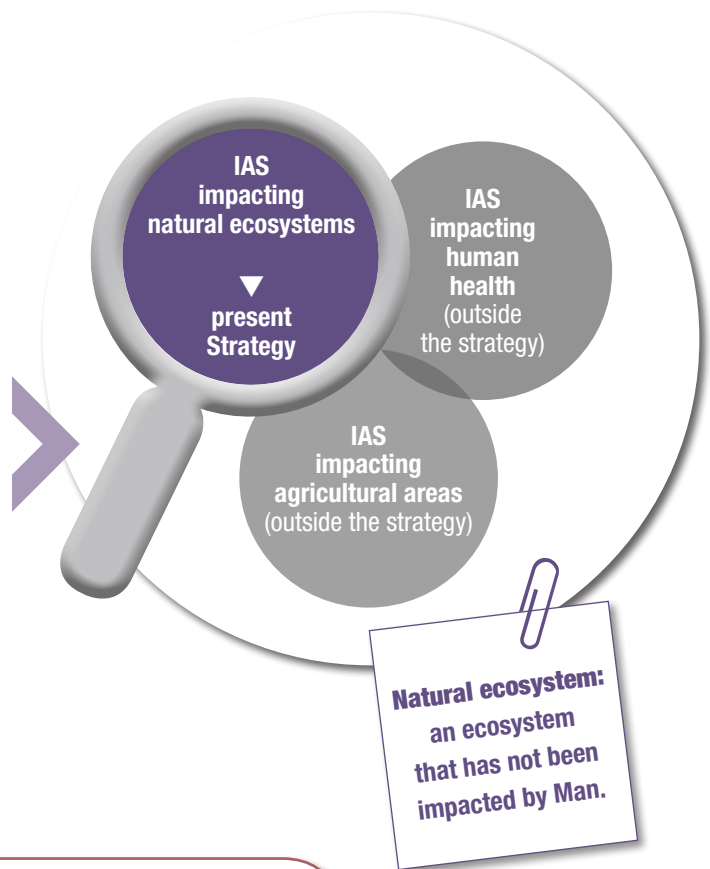 IAS
impacting
natural ecosystems
▼
present
Strategy
IAS
impacting
human
health
(outside
the strategy)
IAS
impacting
agricultural areas
(outside the strategy)
Natural ecosystem:
an ecosystem
that has not been
impacted by Man.